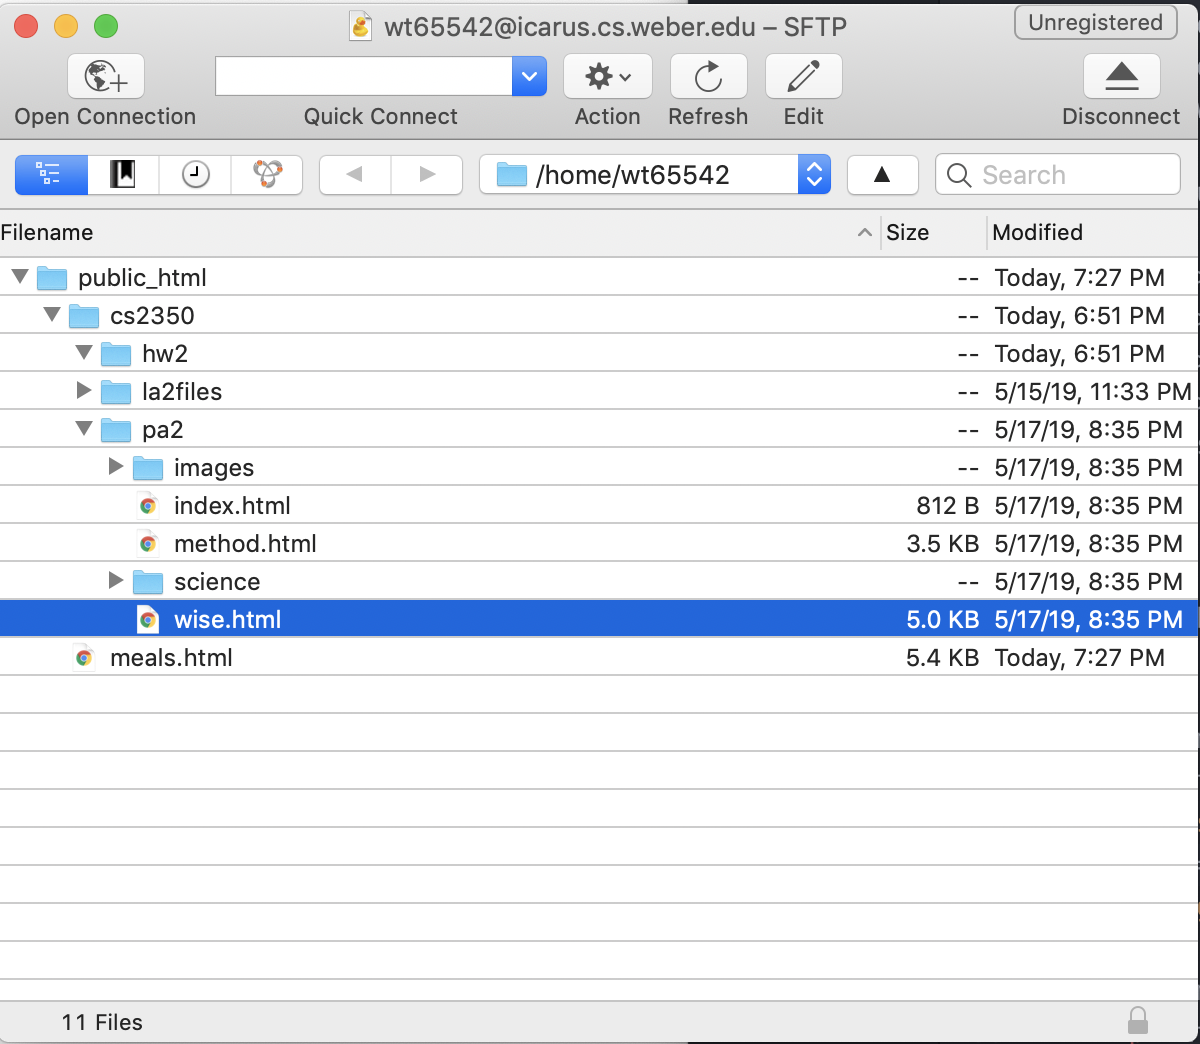 wt65542@icarus.cs.weber.edu – SFTP
Unregistered
Open Connection
Quick Connect
Action
Refresh
Edit
Disconnect
/home/wt65542
Search
Filename Size Modified
public_html -- Today, 7:27 PM
cs2350 -- Today, 6:51 PM
hw2 -- Today, 6:51 PM
la2files -- 5/15/19, 11:33 PM
pa2 -- 5/17/19, 8:35 PM
images -- 5/17/19, 8:35 PM
index.html 812 B 5/17/19, 8:35 PM
method.html 3.5 KB 5/17/19, 8:35 PM
science -- 5/17/19, 8:35 PM
wise.html 5.0 KB 5/17/19, 8:35 PM
meals.html 5.4 KB Today, 7:27 PM
11 Files